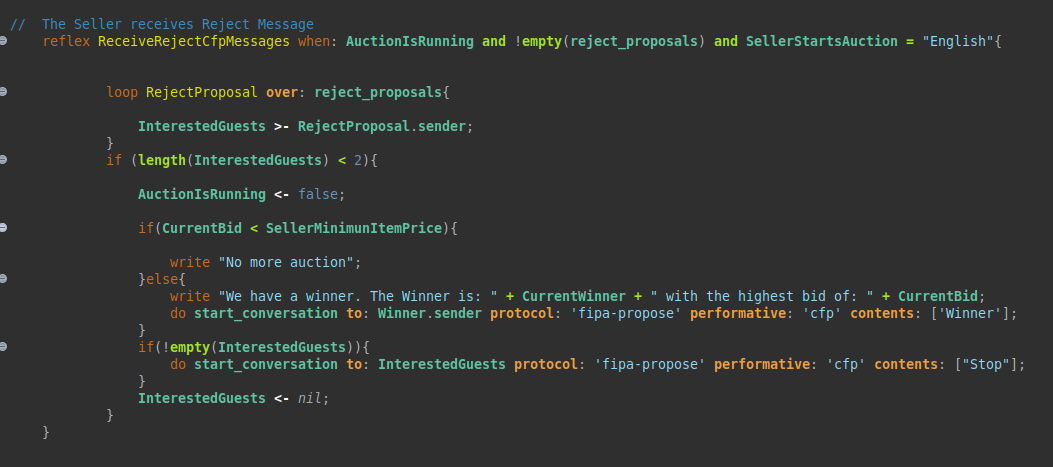 //  The Seller receives Reject Message
reflex ReceiveRejectCfpMessages when: AuctionIsRunning and !empty(reject_proposals) and SellerStartsAuction = "English"{
loop RejectProposal over: reject_proposals{
InterestedGuests >- RejectProposal.sender;
}
if (length(InterestedGuests) < 2){
AuctionIsRunning <- false;
if(CurrentBid < SellerMinimunItemPrice){
write "No more auction";
}else{
write "We have a winner. The Winner is: " + CurrentWinner + " with the highest bid of: " + CurrentBid;
do start_conversation to: Winner.sender protocol: 'fipa-propose' performative: 'cfp' contents: ['Winner'];
}
if(!empty(InterestedGuests)){
do start_conversation to: InterestedGuests protocol: 'fipa-propose' performative: 'cfp' contents: ["Stop"];
}
InterestedGuests <- nil;
}
}